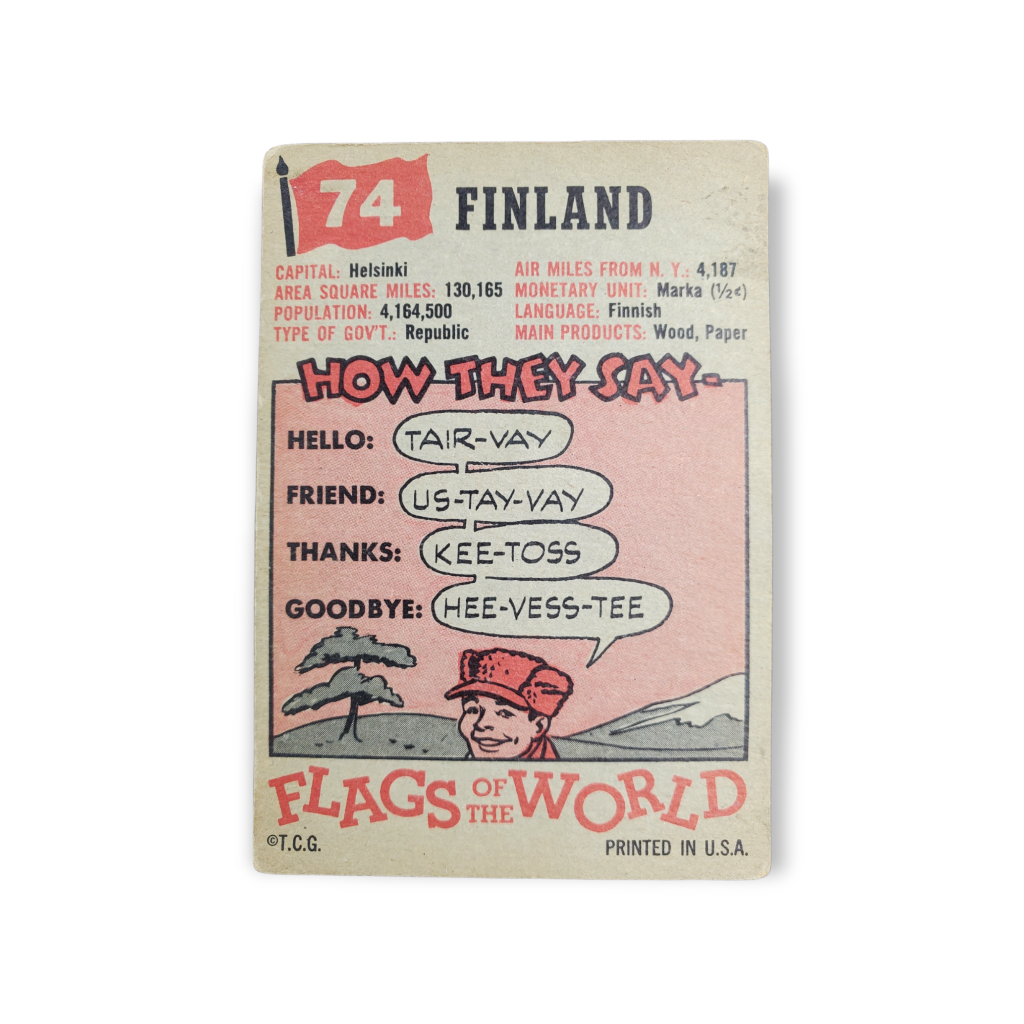 74 FINLAND
CAPITAL: Helsinki
AREA SQUARE MILES: 130,165
POPULATION: 4,164,500
TYPE OF GOV'T.: Republic
AIR MILES FROM N. Y.: 4,187
MONETARY UNIT: Marka (½¢)
LANGUAGE: Finnish
MAIN PRODUCTS: Wood, Paper
HOW THEY SAY-
HELLO: TAIR-VAY
FRIEND: US-TAY-VAY
THANKS: KEE-TOSS
GOODBYE: HEE-VESS-TEE
FLAGS OF THE WORLD
©T.C.G. PRINTED IN U.S.A.